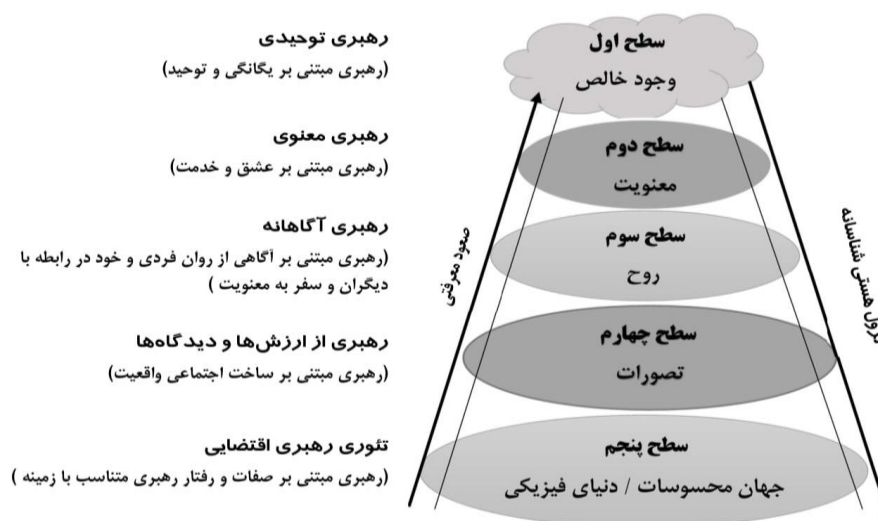 سطح اول
وجود خالص
رهبری توحیدی
(رهبری مبتنی بر یگانگی و توحید)
سطح دوم
معنویت
رهبری معنوی
(رهبری مبتنی بر عشق و خدمت)
سطح سوم
روح
رهبری آگاهانه
(رهبری مبتنی بر آگاهی از روان فردی و خود در رابطه با
دیگران و سفر به معنویت )
سطح چهارم
تصورات
رهبری از ارزش‌ها و دیدگاه‌ها
(رهبری مبتنی بر ساخت اجتماعی واقعیت)
سطح پنجم
جهان محسوسات / دنیای فیزیکی
تئوری رهبری اقتضایی
(رهبری مبتنی بر صفات و رفتار رهبری متناسب با زمینه )
صعود معرفتی
نزول هستی شناسانه